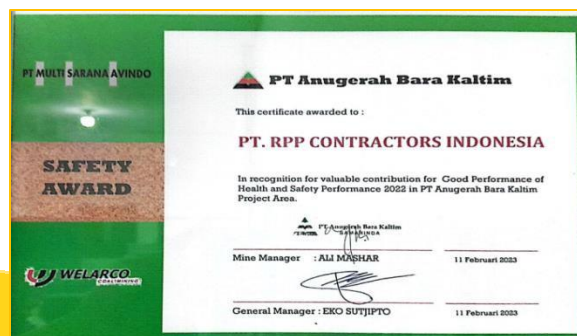 PT MULTI SARANA AVINDO
SAFETY
AWARD
WELARCO
COAL MINING
PT Anugerah Bara Kaltim
This certificate awarded to :
PT. RPP CONTRACTORS INDONESIA
In recognition for valuable contribution for Good Performance of
Health and Safety Performance 2022 in PT Anugerah Bara Kaltim
Project Area.
PT Anugerah Bara Kaltim
SAMARINDA
Mine Manager : ALI MASHAR
11 Februari 2023
General Manager : EKO SUTJIPTO
11 Februari 2023